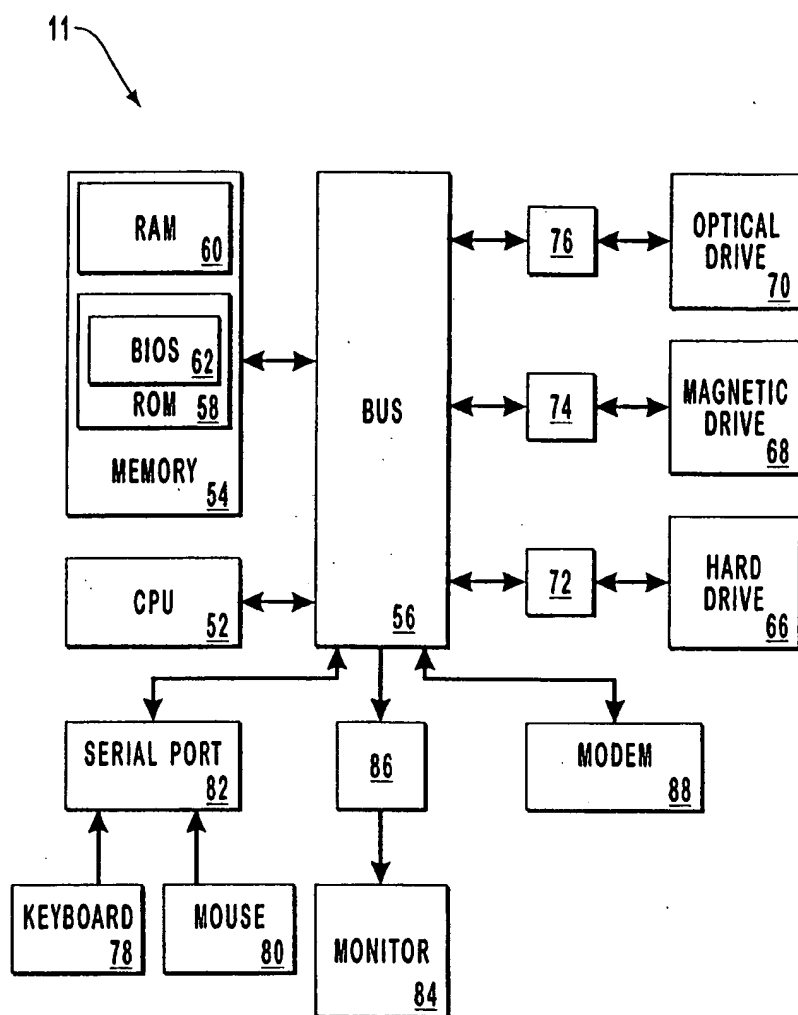 11
RAM
60
BIOS
62
ROM
58
MEMORY
54
CPU
52
BUS
56
76
OPTICAL
DRIVE
70
74
MAGNETIC
DRIVE
68
72
HARD
DRIVE
66
SERIAL PORT
82
86
MODEM
88
KEYBOARD
78
MOUSE
80
MONITOR
84